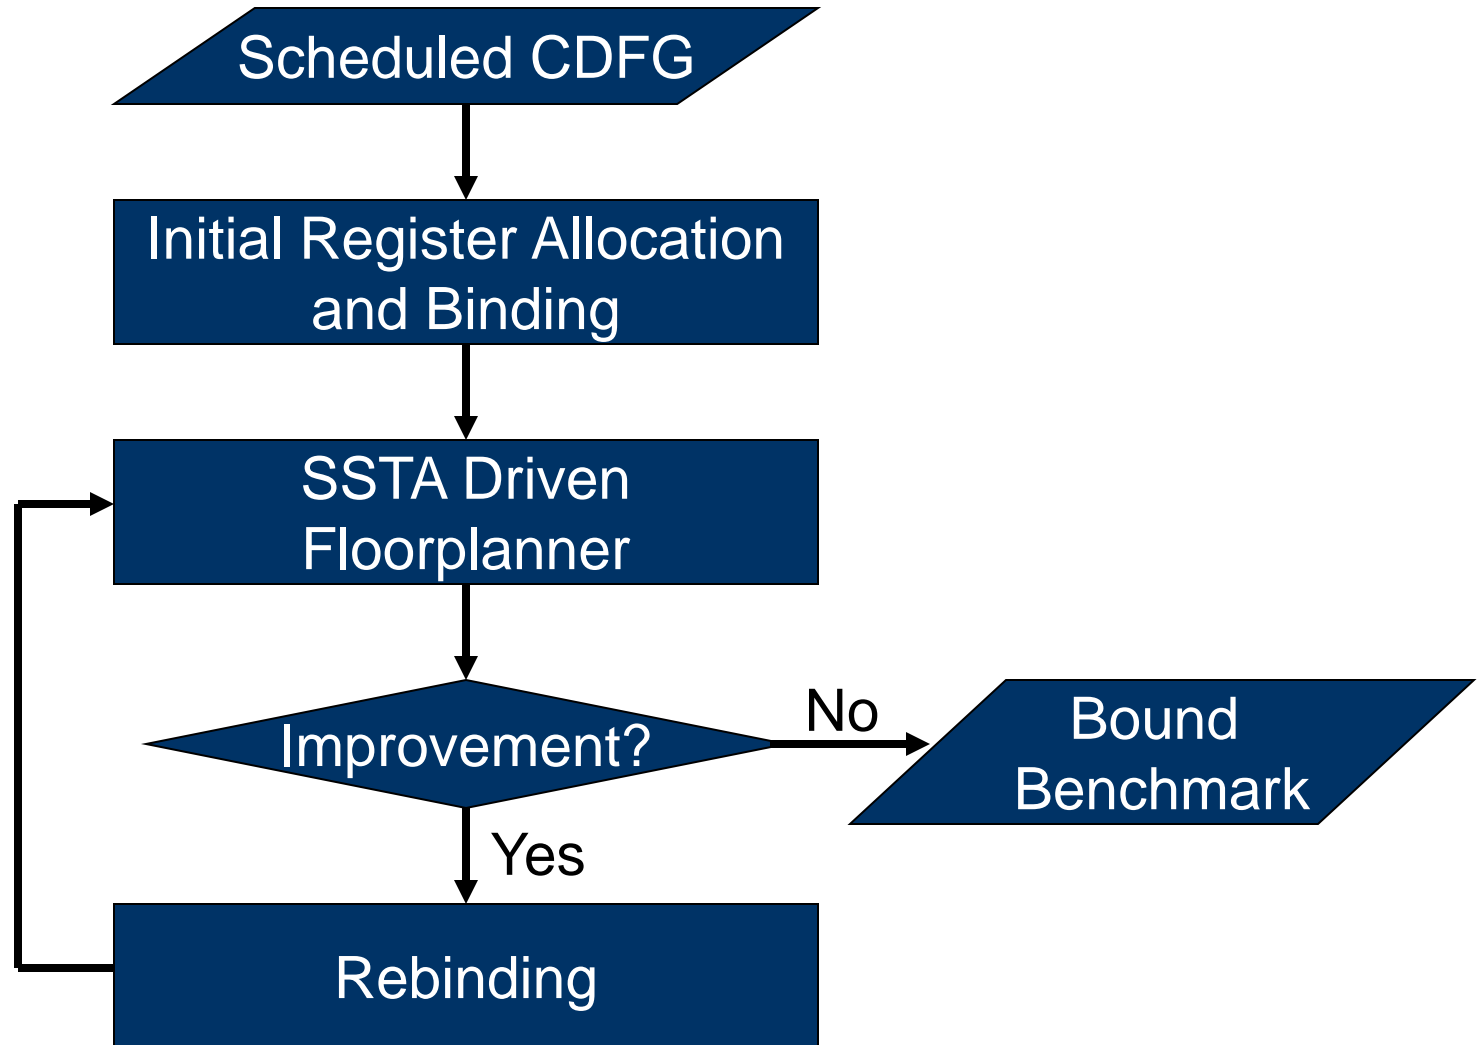 Scheduled CDFG
Initial Register Allocation
and Binding
SSTA Driven
Floorplanner
Improvement?
No
Bound
Benchmark
Yes
Rebinding